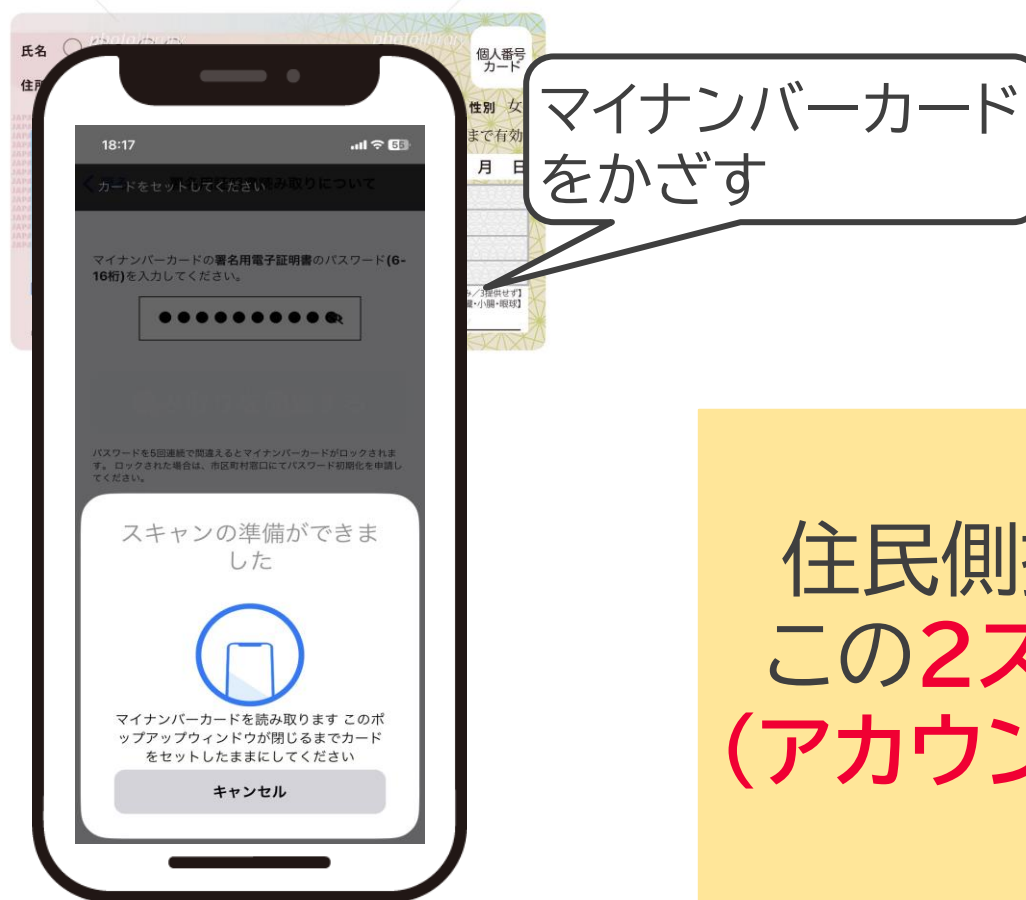 氏名
住所
個人番号
カード
性別 女
まで有効
月 日
マイナンバーカード
をかざす
18:17
55
カードをセットしてください
マイナンバーカードの署名用電子証明書のパスワード(6-
16桁)を入力してください。
パスワードを5回連続で間違えるとマイナンバーカードがロックされま
す。 ロックされた場合は、市区町村窓口にてパスワード初期化を申請し
てください。
スキャンの準備ができま
した
マイナンバーカードを読み取ります このポ
ップアップウィンドウが閉じるまでカード
をセットしたままにしてください
キャンセル
/3提供せず】
・小腸・眼球】
住民側
この2ス
(アカウン